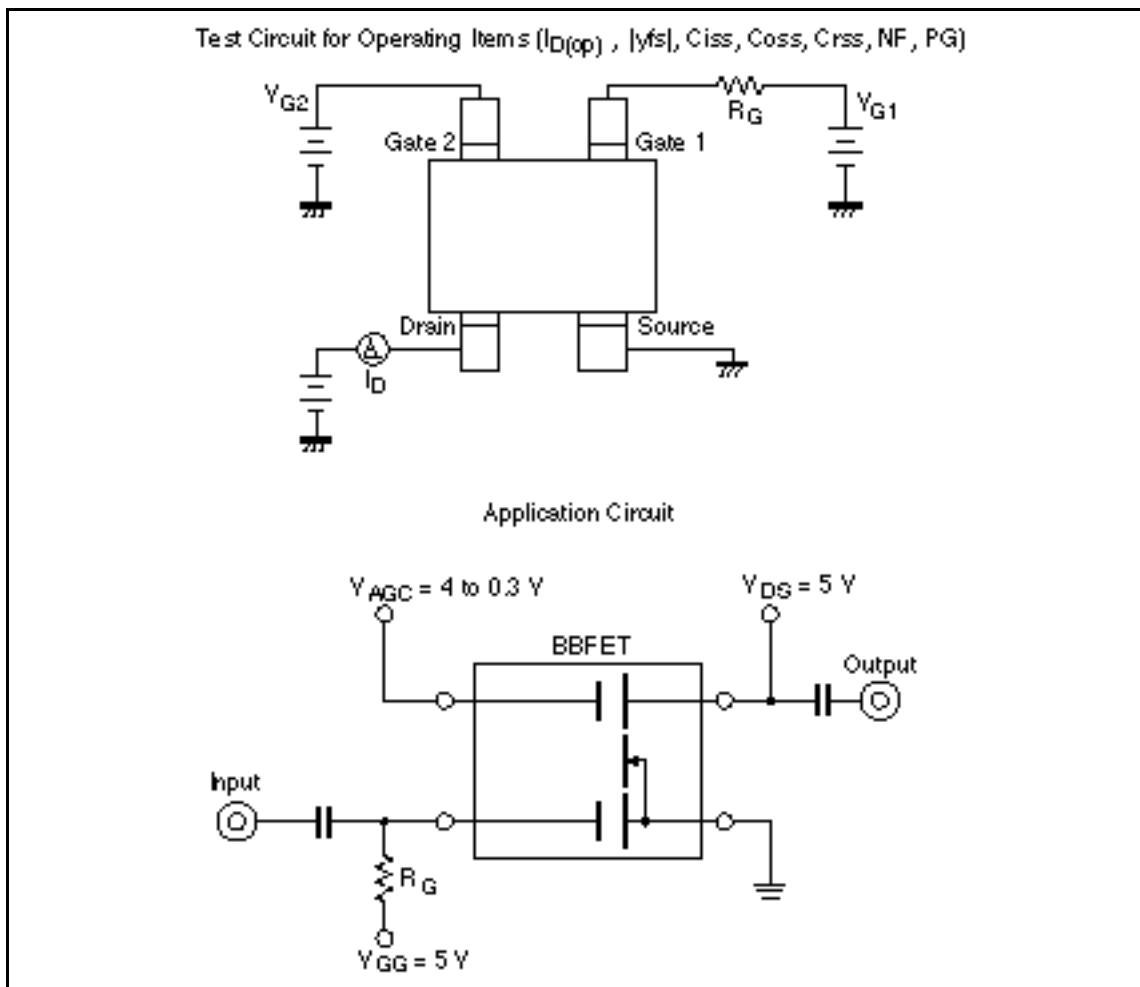 Test Circuit for Operating Items (ID(op) , |yfs|, Ciss, Coss, Crss, NF, PG)
VG2
Gate 2
Gate 1
RG
VG1
Drain
Source
A
ID
Application Circuit
VAGC = 4 to 0.3 V
VDS = 5 V
BBFET
Output
Input
RG
VGG = 5 V